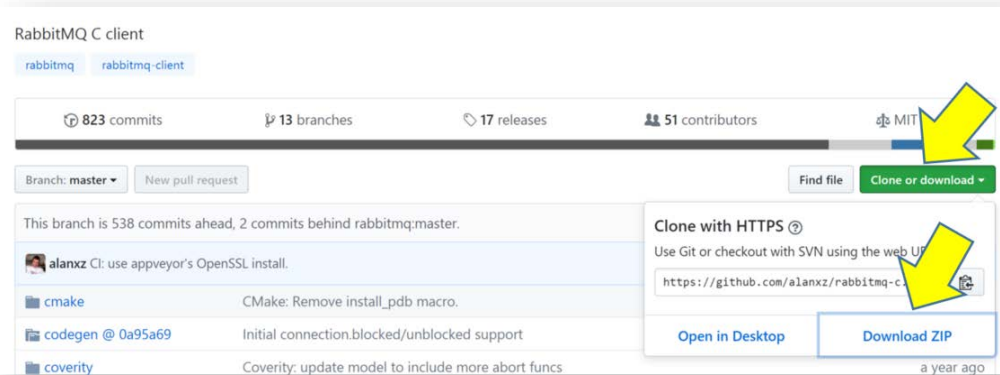 RabbitMQ C client
rabbitmq rabbitmq-client
823 commits 13 branches 17 releases 51 contributors MIT
Branch: master New pull request Find file Clone or download
This branch is 538 commits ahead, 2 commits behind rabbitmq:master.
Clone with HTTPS
Use Git or checkout with SVN using the web
alanxz CI: use appveyor's OpenSSL install.
https://github.com/alanxz/rabbitmq-c
cmake CMake: Remove install_pdb macro.
Open in Desktop Download ZIP
codegen @ 0a95a69 Initial connection.blocked/unblocked support
coverity Coverity: update model to include more abort funcs a year ago